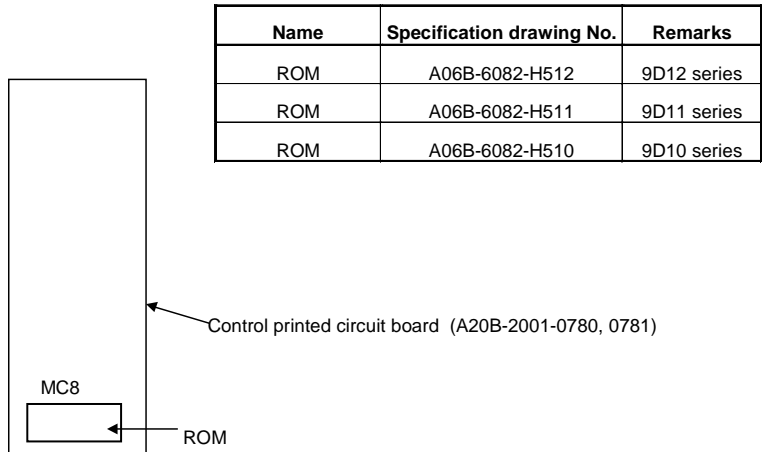 Name Specification drawing No. Remarks
ROM A06B-6082-H512 9D12 series
ROM A06B-6082-H511 9D11 series
ROM A06B-6082-H510 9D10 series
Control printed circuit board (A20B-2001-0780, 0781)
MC8
ROM